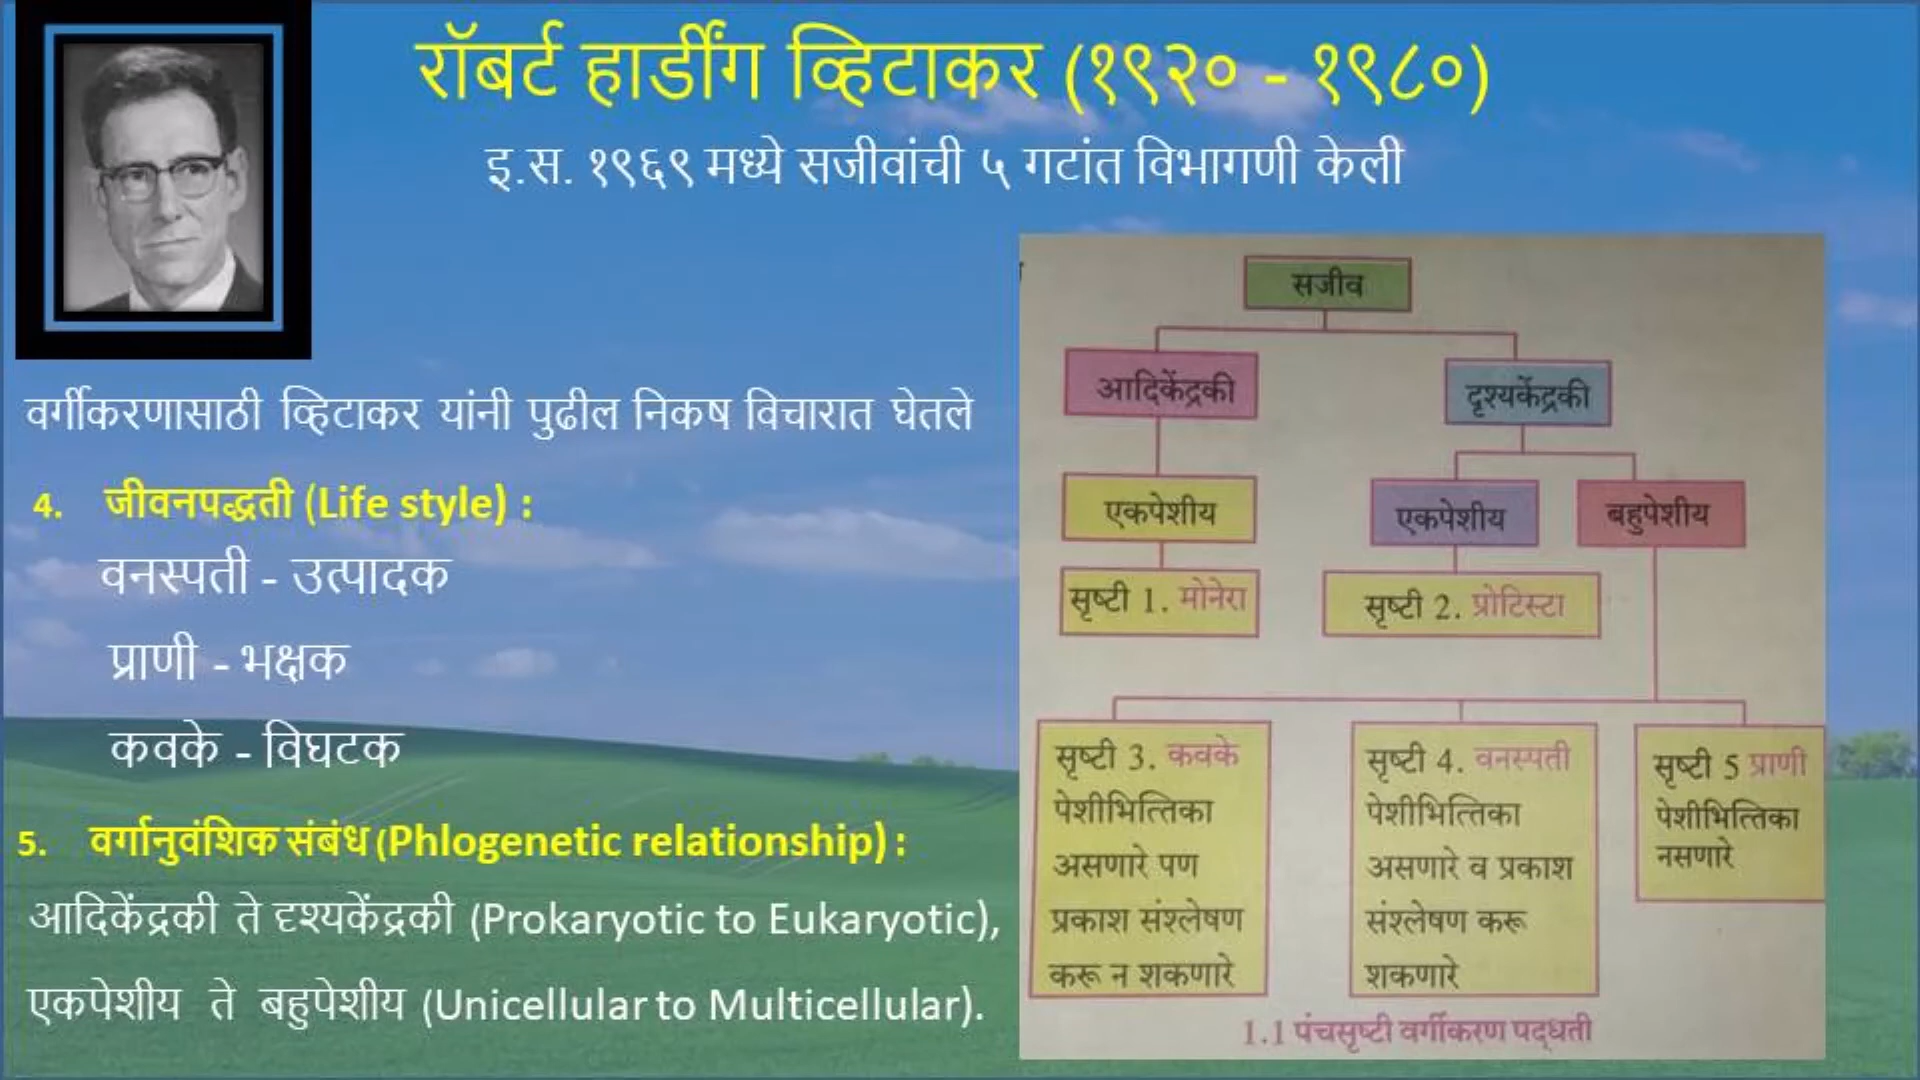 रॉबर्ट हार्डींग व्हिटाकर (१९२० - १९८०)
इ.स. १९६९ मध्ये सजीवांची ५ गटांत विभागणी केली
वर्गीकरणासाठी व्हिटाकर यांनी पुढील निकष विचारात घेतले
4. जीवनपद्धती (Life style) :
वनस्पती - उत्पादक
प्राणी - भक्षक
कवके - विघटक
5. वर्गानुवंशिक संबंध (Phlogenetic relationship) :
आदिकेंद्रकी ते दृश्यकेंद्रकी (Prokaryotic to Eukaryotic),
एकपेशीय ते बहुपेशीय (Unicellular to Multicellular).
सजीव
आदिकेंद्रकी
दृश्यकेंद्रकी
एकपेशीय
एकपेशीय
बहुपेशीय
सृष्टी 1. मोनेरा
सृष्टी 2. प्रोटिस्टा
सृष्टी 3. कवके
पेशीभित्तिका
असणारे पण
प्रकाश संश्लेषण
करू न शकणारे
सृष्टी 4. वनस्पती
पेशीभित्तिका
असणारे व प्रकाश
संश्लेषण करू
शकणारे
सृष्टी 5 प्राणी
पेशीभित्तिका
नसणारे
1.1 पंचसृष्टी वर्गीकरण पद्धती